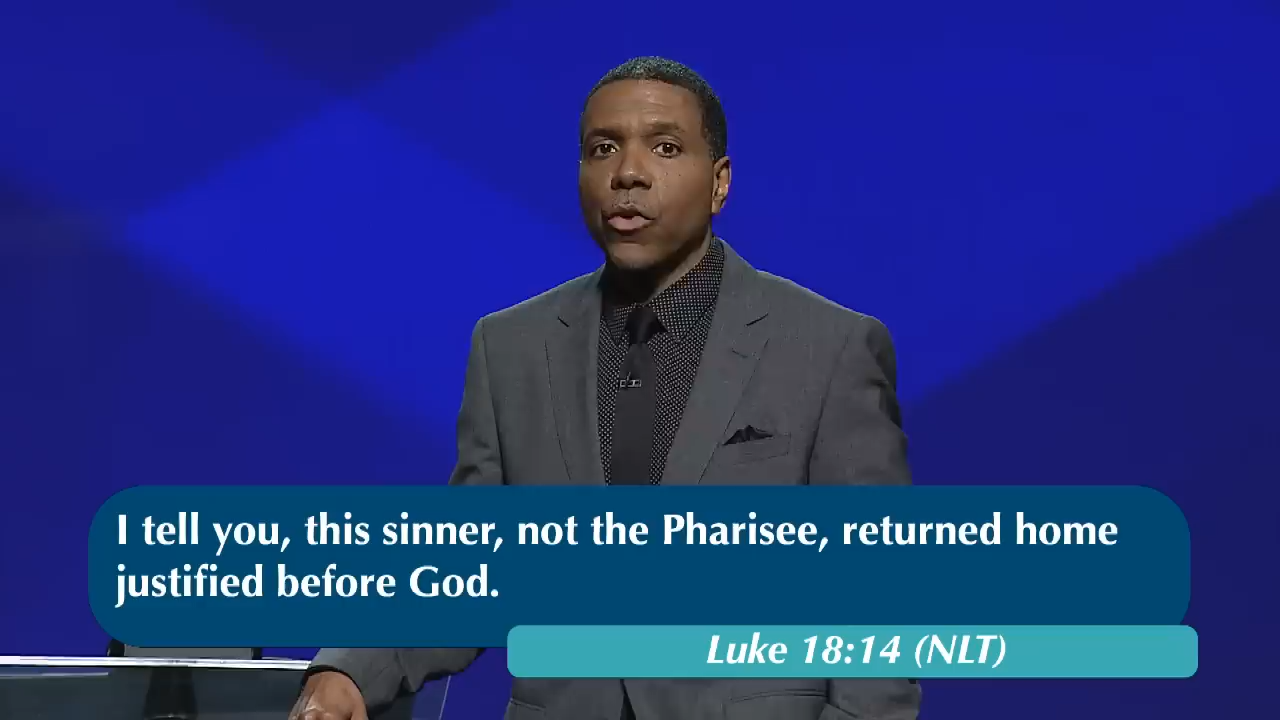 I tell you, this sinner, not the Pharisee, returned home
justified before God.
Luke 18:14 (NLT)